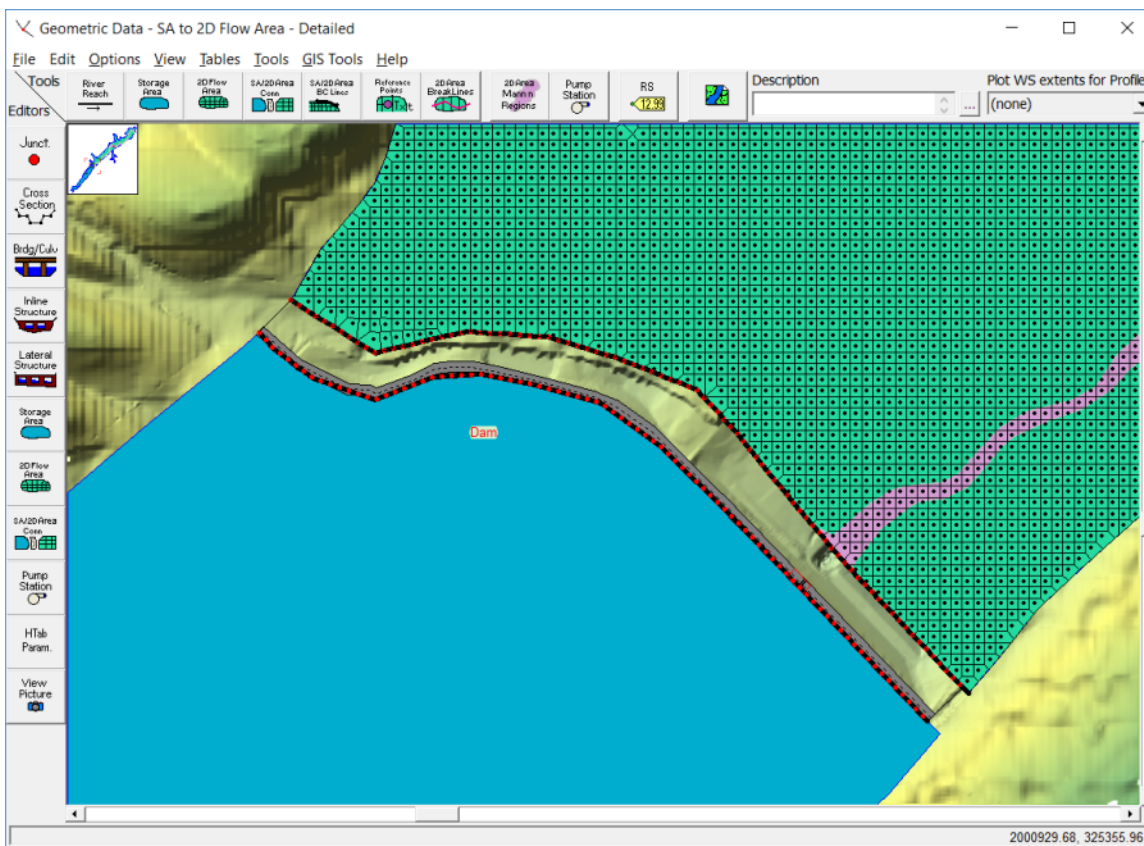 Geometric Data - SA to 2D Flow Area - Detailed
File Edit Options View Tables Tools GIS Tools Help
Tools
Editors
River
Reach
Storage
Area
2D Flow
Area
SA/2D Area
Conn
SA/2D Area
BC Lines
Reference
Points
2D Area
BreakLines
2D Area
Mann n
Regions
Pump
Station
RS
12.99
Description
...
Plot WS extents for Profile
(none)
Junct.
Cross
Section
Brdg/Culv
Inline
Structure
Lateral
Structure
Storage
Area
2D Flow
Area
SA/2D Area
Conn
Pump
Station
HTab
Param.
View
Picture
Dam
2000929.68, 325355.96